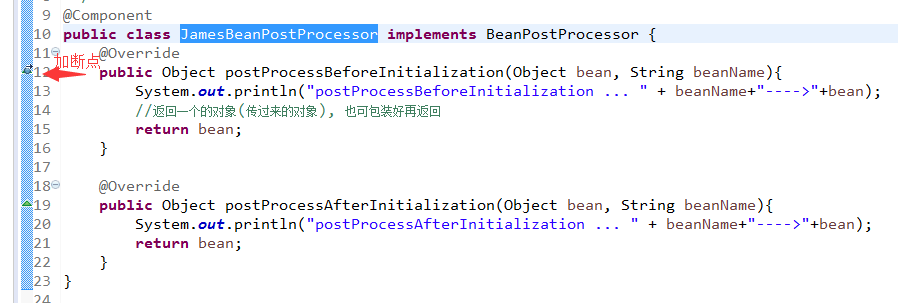 9 @Component
10 public class JamesBeanPostProcessor implements BeanPostProcessor {
11 @Override
加断点
12 public Object postProcessBeforeInitialization(Object bean, String beanName){
13 System.out.println("postProcessBeforeInitialization ... " + beanName+"---->"+bean);
14 //返回一个的对象(传过来的对象), 也可包装好再返回
15 return bean;
16 }
17
18 @Override
19 public Object postProcessAfterInitialization(Object bean, String beanName){
20 System.out.println("postProcessAfterInitialization ... " + beanName+"---->"+bean);
21 return bean;
22 }
23 }
24